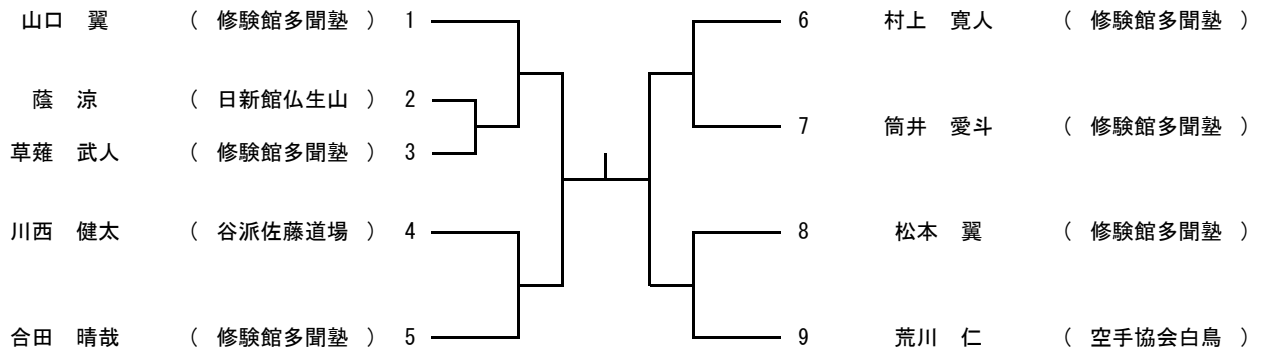 山口　翼　（　修験館多聞塾　）　1
蔭　涼　（　日新館仏生山　）　2
草薙　武人　（　修験館多聞塾　）　3
川西　健太　（　谷派佐藤道場　）　4
合田　晴哉　（　修験館多聞塾　）　5
6　村上　寛人　（　修験館多聞塾　）
7　筒井　愛斗　（　修験館多聞塾　）
8　松本　翼　（　修験館多聞塾　）
9　荒川　仁　（　空手協会白鳥　）